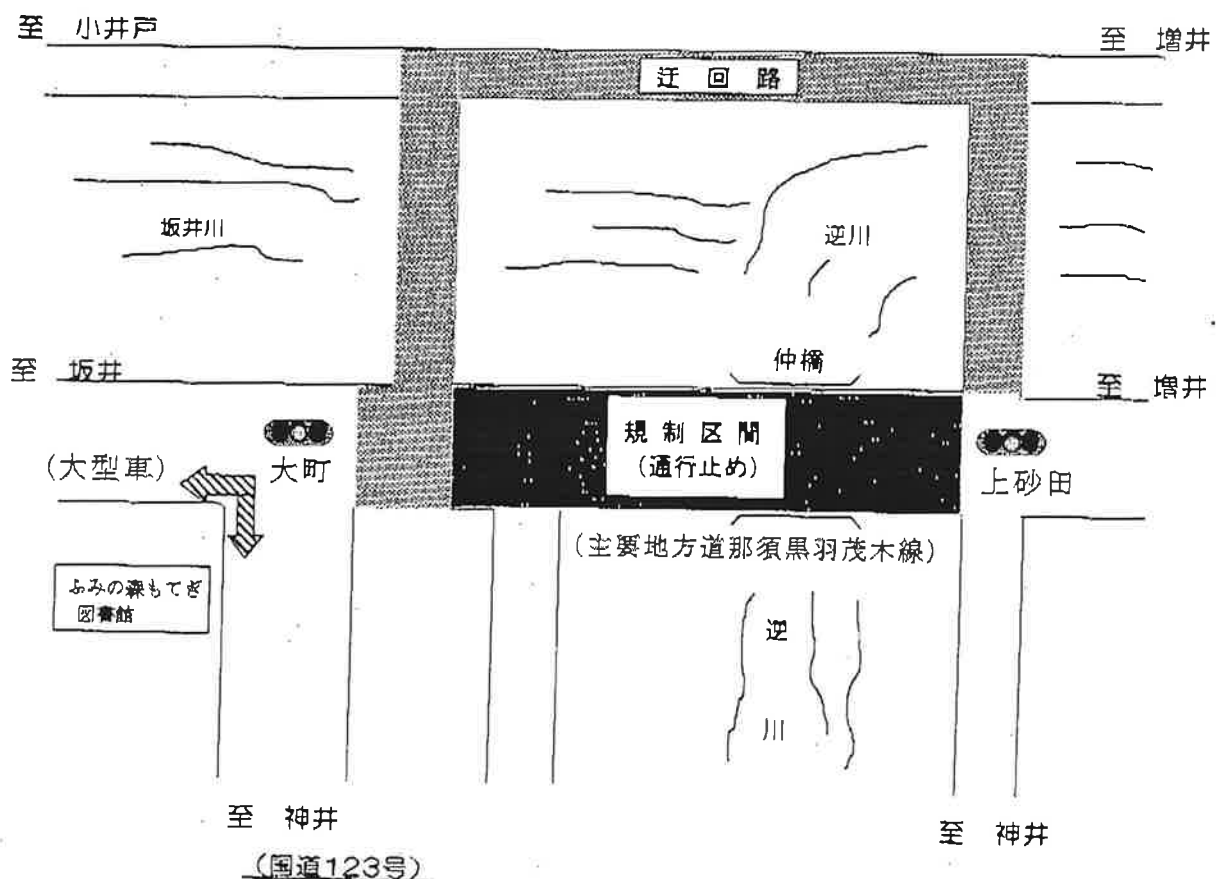 至 小井戸
至 増井
迂回路
坂井川
逆川
仲橋
至 坂井
至 増井
規制区間
(通行止め)
(大型車)
大町
上砂田
(主要地方道那須黒羽茂木線)
ふみの森もてぎ
図書館
逆
川
至 神井
至 神井
(国道123号)